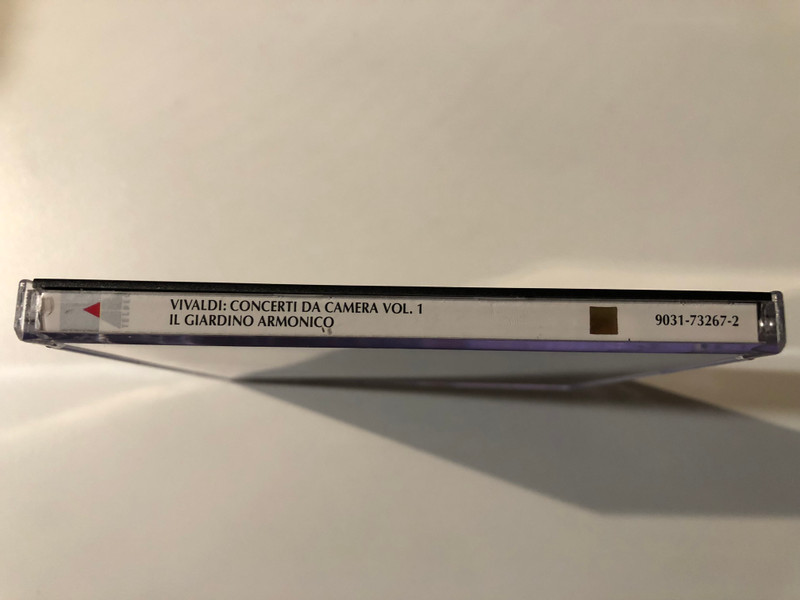 VIVALDI: CONCERTI DA CAMERA VOL. 1
IL GIARDINO ARMONICO
9031-73267-2